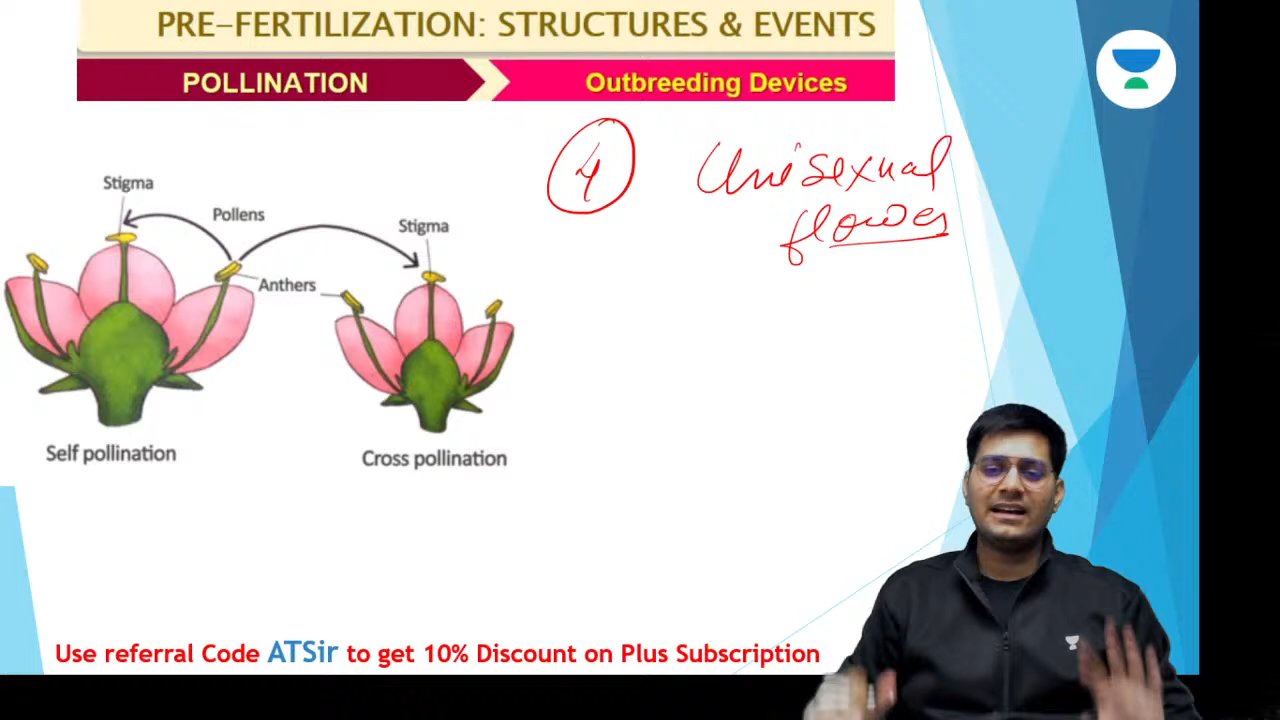 PRE-FERTILIZATION: STRUCTURES & EVENTS
POLLINATION
Outbreeding Devices
4
Unisexual
flower
Stigma
Pollens
Stigma
Anthers
Self pollination
Cross pollination
Use referral Code ATSir to get 10% Discount on Plus Subscription